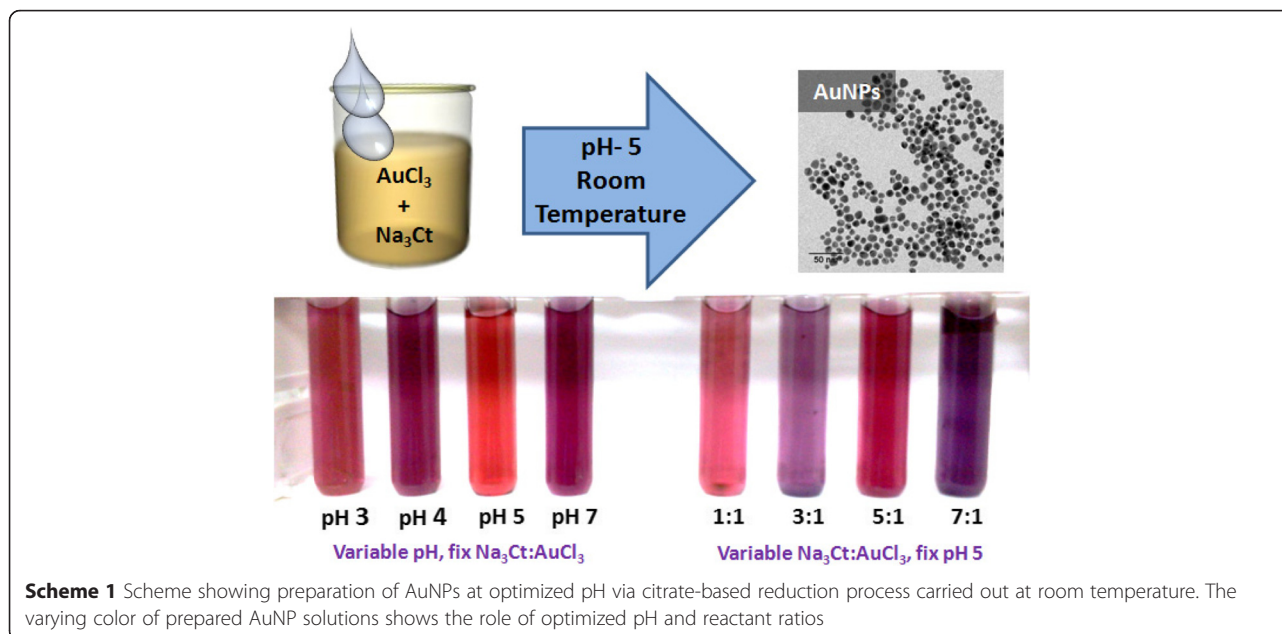 AuCl₃
+
Na₃Ct
pH- 5
Room
Temperature
AuNPs
50 nm
pH 3 pH 4 pH 5 pH 7
Variable pH, fix Na₃Ct:AuCl₃
1:1 3:1 5:1 7:1
Variable Na₃Ct:AuCl₃, fix pH 5
Scheme 1 Scheme showing preparation of AuNPs at optimized pH via citrate-based reduction process carried out at room temperature. The
varying color of prepared AuNP solutions shows the role of optimized pH and reactant ratios